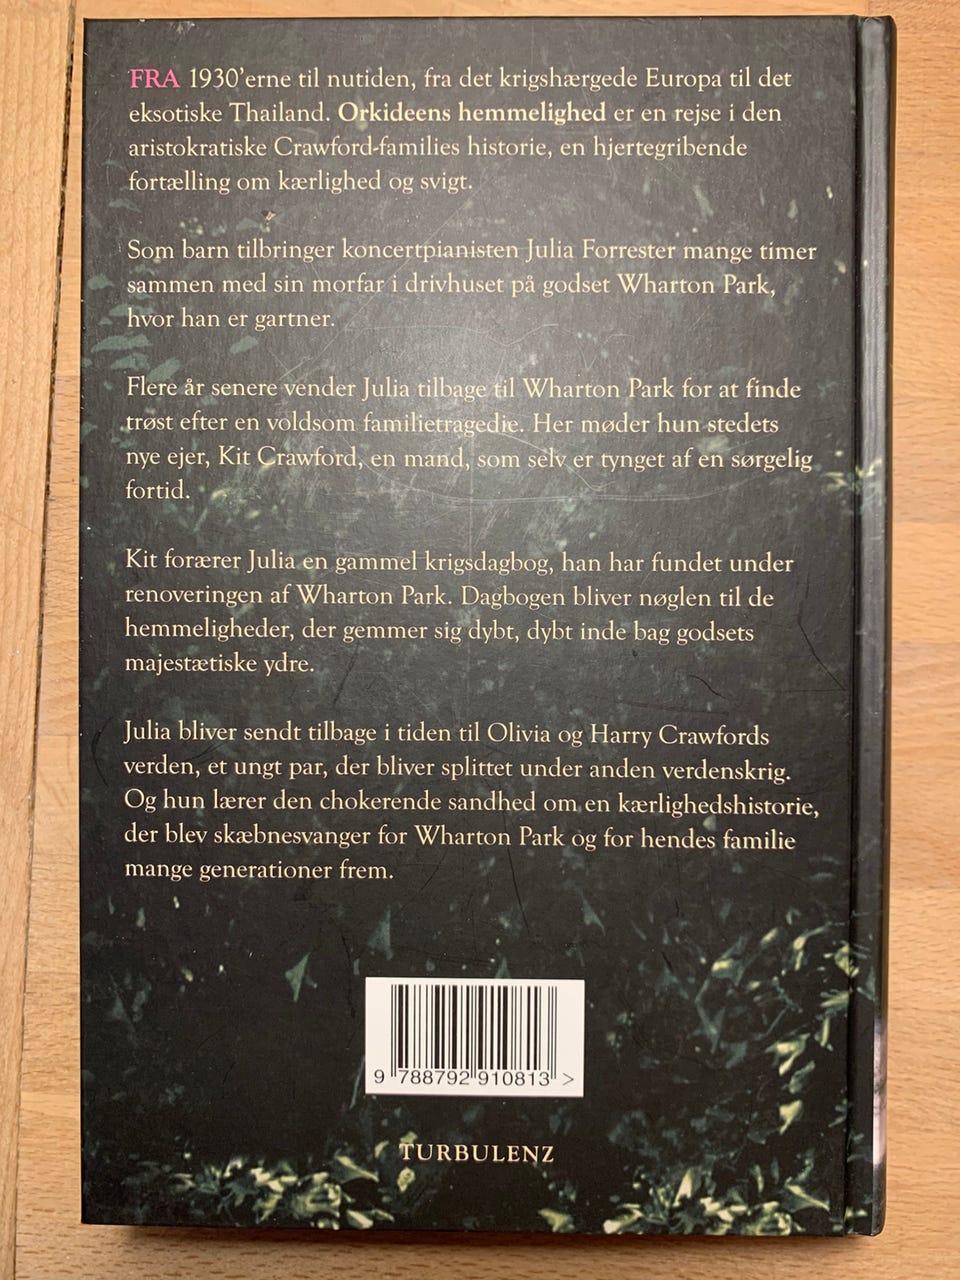 FRA 1930'erne til nutiden, fra det krigshærgede Europa til det
eksotiske Thailand. Orkideens hemmelighed er en rejse i den
aristokratiske Crawford-families historie, en hjertegribende
fortælling om kærlighed og svigt.
Som barn tilbringer koncertpianisten Julia Forrester mange timer
sammen med sin morfar i drivhuset på godset Wharton Park,
hvor han er gartner.
Flere år senere vender Julia tilbage til Wharton Park for at finde
trøst efter en voldsom familietragedie. Her møder hun stedets
nye ejer, Kit Crawford, en mand, som selv er tynget af en sørgelig
fortid.
Kit forærer Julia en gammel krigsdagbog, han har fundet under
renoveringen af Wharton Park. Dagbogen bliver nøglen til de
hemmeligheder, der gemmer sig dybt, dybt inde bag godsets
majestætiske ydre.
Julia bliver sendt tilbage i tiden til Olivia og Harry Crawfords
verden, et ungt par, der bliver splittet under anden verdenskrig.
Og hun lærer den chokerende sandhed om en kærlighedshistorie,
der blev skæbnesvanger for Wharton Park og for hendes familie
mange generationer frem.
9 788792 910813 >
TURBULENZ